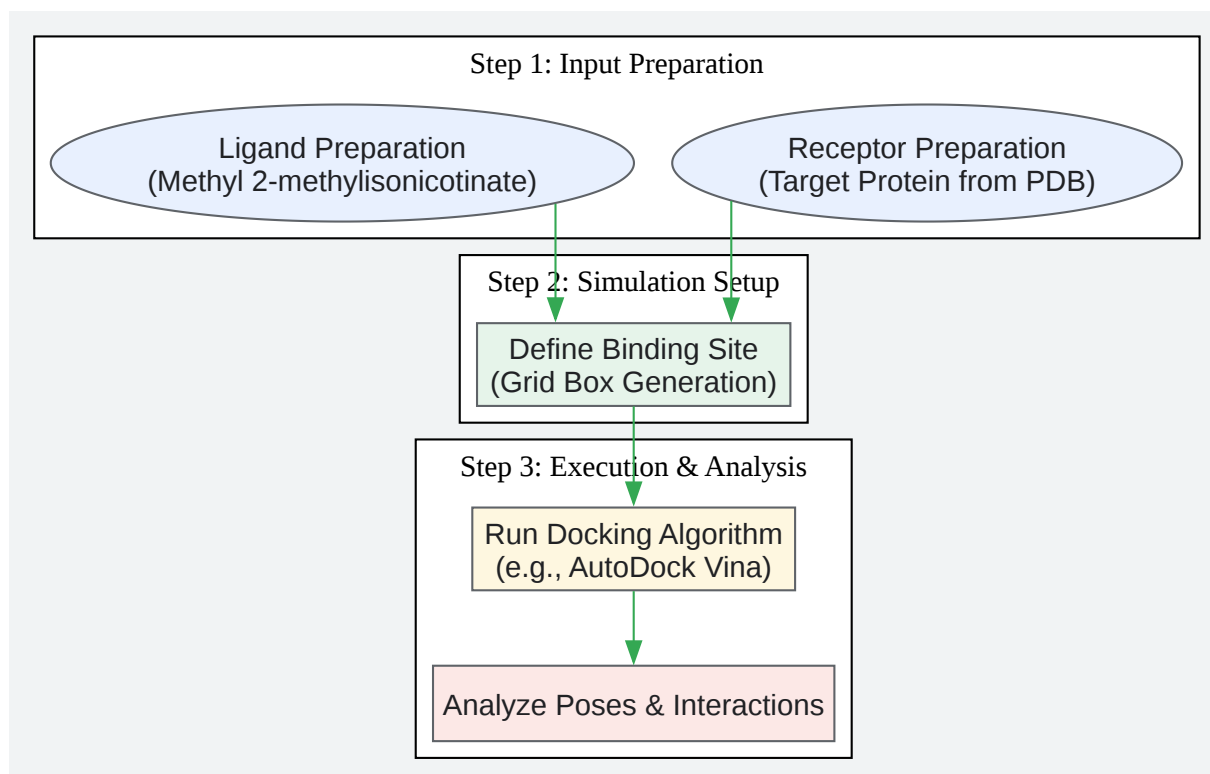 Step 1: Input Preparation
Ligand Preparation
(Methyl 2-methylisonicotinate)
Receptor Preparation
(Target Protein from PDB)
Step 2: Simulation Setup
Define Binding Site
(Grid Box Generation)
Step 3: Execution & Analysis
Run Docking Algorithm
(e.g., AutoDock Vina)
Analyze Poses & Interactions